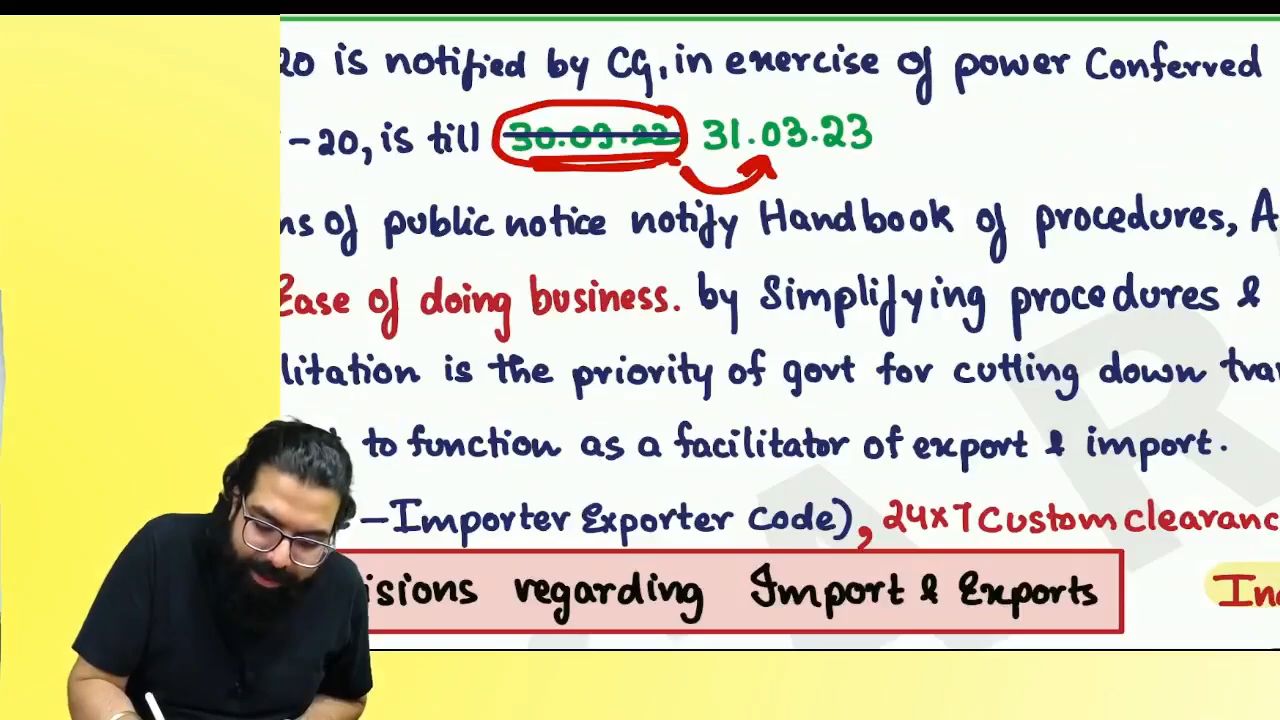 20 is notified by CG, in exercise of power Conferred
-20, is till 30.09.22 31.03.23
ns of public notice notify Handbook of procedures, A
Ease of doing business. by Simplifying procedures &
litation is the priority of govt for cutting down tran
to function as a facilitator of export & import.
-Importer Exporter code), 24x7 Custom clearanc
isions regarding Import & Exports
In